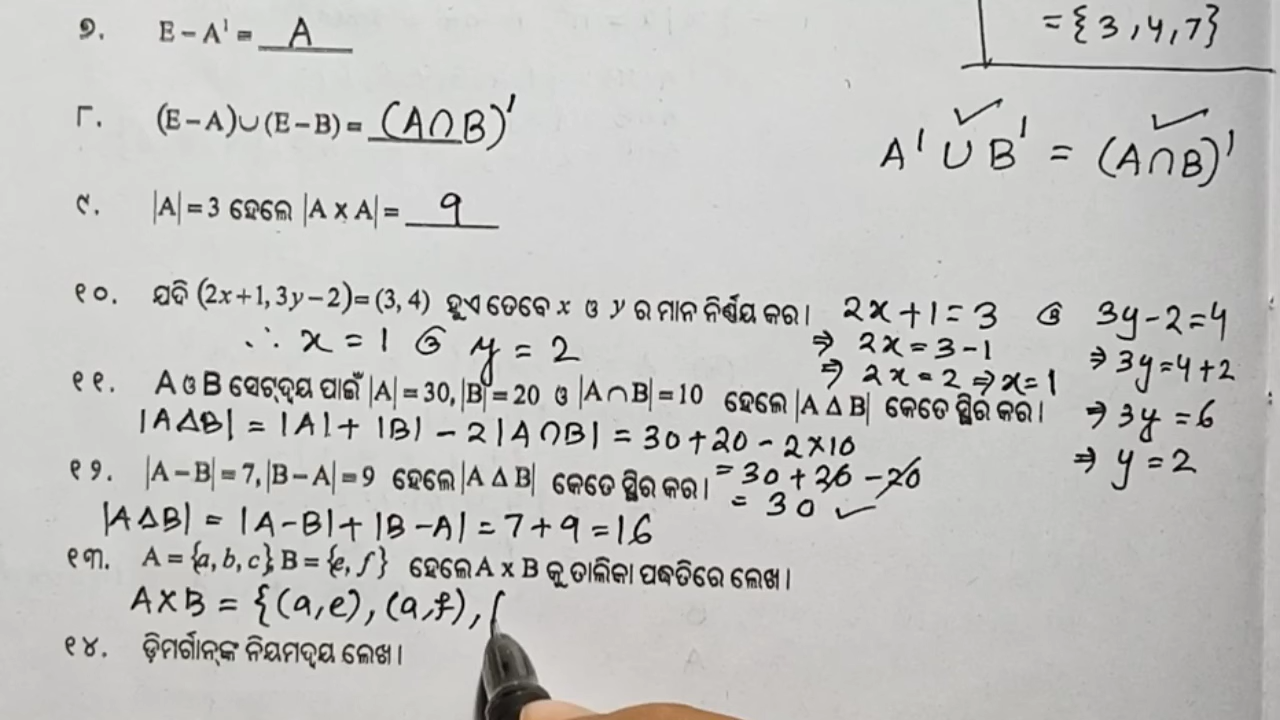 = {3, 4, 7}
୭. E – A' = A
୮. (E – A) ∪ (E – B) = (A∩B)'
A' ∪ B' = (A∩B)'
୯. |A| = 3 ହେଲେ |A x A| = 9
୧୦. ଯଦି (2x+1, 3y–2) = (3, 4) ହୁଏ ତେବେ x ଓ y ର ମାନ ନିର୍ଣ୍ଣୟ କର। 2x+1=3 ଓ 3y-2=4
∴ x = 1 ଓ y = 2 ⇒ 2x = 3-1 ⇒ 3y=4+2
⇒ 2x = 2 ⇒ x=1
୧୧. A ଓ B ସେଟ୍‌ଦ୍ୱୟ ପାଇଁ |A| = 30, |B| = 20 ଓ |A∩B| = 10 ହେଲେ |A Δ B| କେତେ ସ୍ଥିର କର। ⇒ 3y = 6
|AΔB| = |A| + |B| - 2|A∩B| = 30+20-2×10 ⇒ y = 2
୧୨. |A–B| = 7, |B–A| = 9 ହେଲେ |A Δ B| କେତେ ସ୍ଥିର କର। = 30 + 20 - 20
= 30
|AΔB| = |A-B| + |B-A| = 7+9 = 16
୧୩. A = {a, b, c}, B = {e, f} ହେଲେ A x B କୁ ତାଲିକା ପଦ୍ଧତିରେ ଲେଖ।
A×B = {(a,e), (a,f), (
୧୪. ଡ଼ିମର୍ଗାନ୍‌ଙ୍କ ନିୟମଦ୍ୱୟ ଲେଖ।